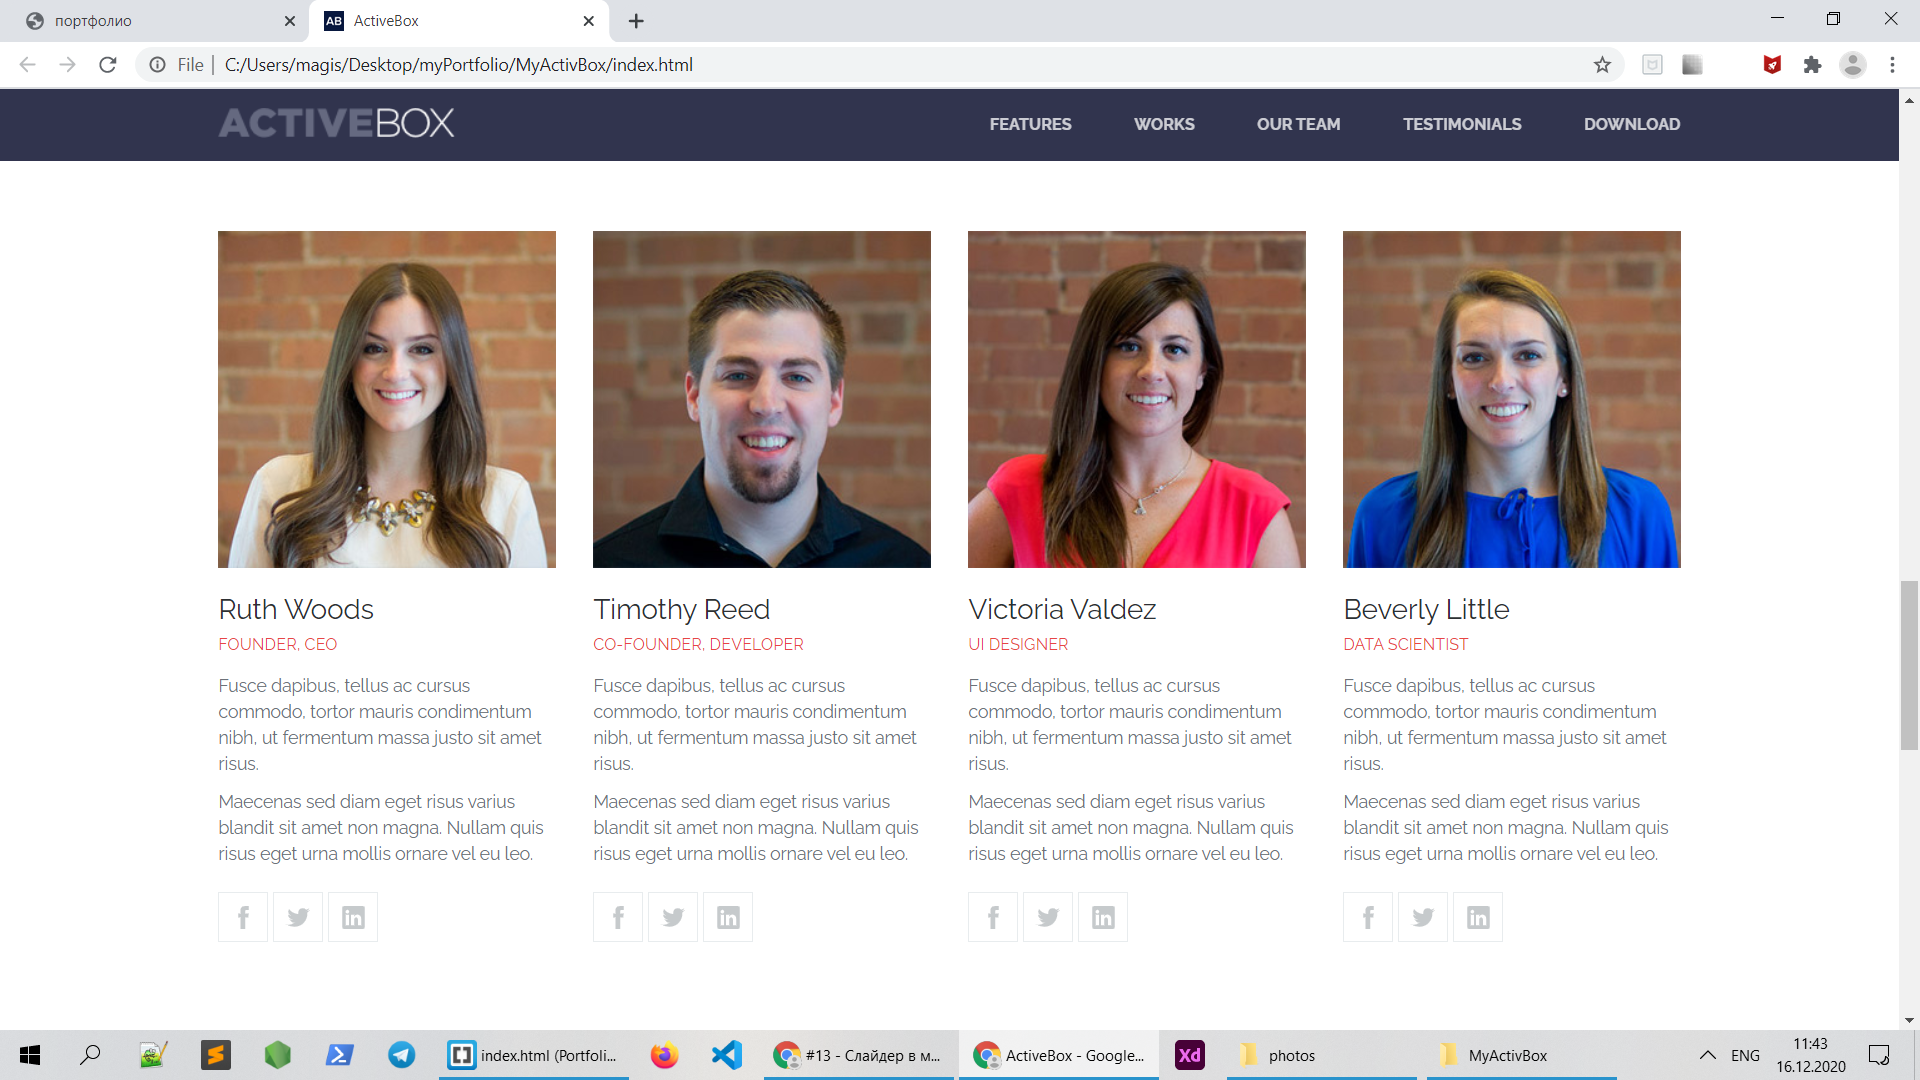 портфолио
AB ActiveBox
File | C:/Users/magis/Desktop/myPortfolio/MyActivBox/index.html
ACTIVEBOX
FEATURES WORKS OUR TEAM TESTIMONIALS DOWNLOAD
Ruth Woods
FOUNDER, CEO
Fusce dapibus, tellus ac cursus
commodo, tortor mauris condimentum
nibh, ut fermentum massa justo sit amet
risus.
Maecenas sed diam eget risus varius
blandit sit amet non magna. Nullam quis
risus eget urna mollis ornare vel eu leo.
Timothy Reed
CO-FOUNDER, DEVELOPER
Fusce dapibus, tellus ac cursus
commodo, tortor mauris condimentum
nibh, ut fermentum massa justo sit amet
risus.
Maecenas sed diam eget risus varius
blandit sit amet non magna. Nullam quis
risus eget urna mollis ornare vel eu leo.
Victoria Valdez
UI DESIGNER
Fusce dapibus, tellus ac cursus
commodo, tortor mauris condimentum
nibh, ut fermentum massa justo sit amet
risus.
Maecenas sed diam eget risus varius
blandit sit amet non magna. Nullam quis
risus eget urna mollis ornare vel eu leo.
Beverly Little
DATA SCIENTIST
Fusce dapibus, tellus ac cursus
commodo, tortor mauris condimentum
nibh, ut fermentum massa justo sit amet
risus.
Maecenas sed diam eget risus varius
blandit sit amet non magna. Nullam quis
risus eget urna mollis ornare vel eu leo.
index.html (Portfoli...
#13 - Слайдер в м...
ActiveBox - Google...
Xd
photos
MyActivBox
ENG
11:43
16.12.2020